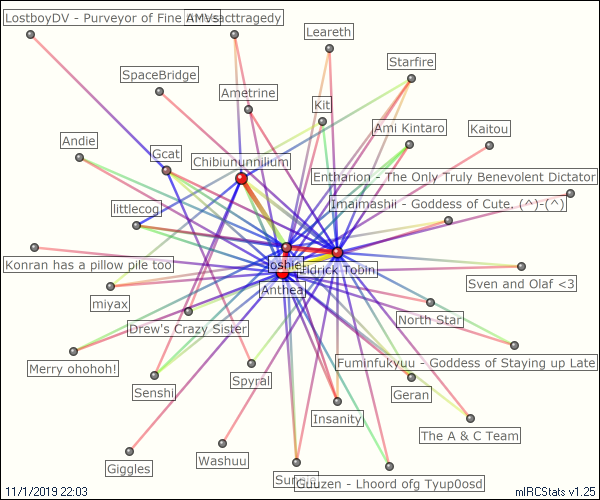 LostboyDV - Purveyor of Fine AMVs
Leareth
Starfire
SpaceBridge
Ametrine
Kit
Ami Kintaro
Kaitou
Andie
Gcat
Chibiununnilium
Entharion - The Only Truly Benevolent Dictator
Imaimashii - Goddess of Cute. (^)-(^)
littlecog
Konran has a pillow pile too
Joshie
Eldrick Tobin
Anthea
Sven and Olaf <3
miyax
Drew's Crazy Sister
North Star
Merry ohohoh!
Senshi
Spyral
Fuminfukyuu - Goddess of Staying up Late
Geran
Insanity
The A & C Team
Giggles
Washuu
Guuzen - Lhoord ofg Tyup0osd
11/1/2019 22:03
mIRCStats v1.25